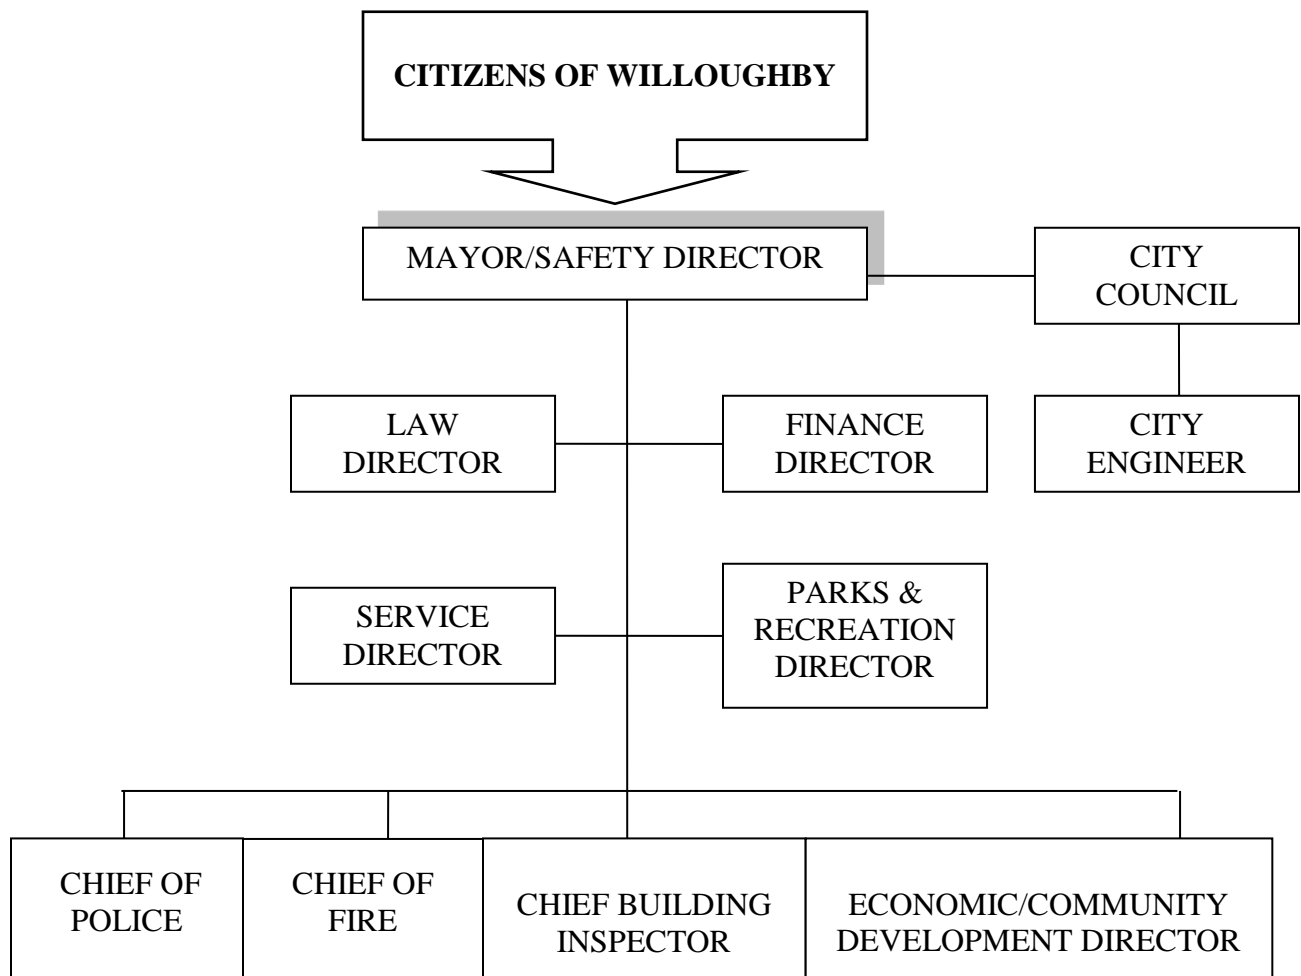 CITIZENS OF WILLOUGHBY
MAYOR/SAFETY DIRECTOR
CITY
COUNCIL
LAW
DIRECTOR
FINANCE
DIRECTOR
CITY
ENGINEER
SERVICE
DIRECTOR
PARKS &
RECREATION
DIRECTOR
CHIEF OF
POLICE
CHIEF OF
FIRE
CHIEF BUILDING
INSPECTOR
ECONOMIC/COMMUNITY
DEVELOPMENT DIRECTOR